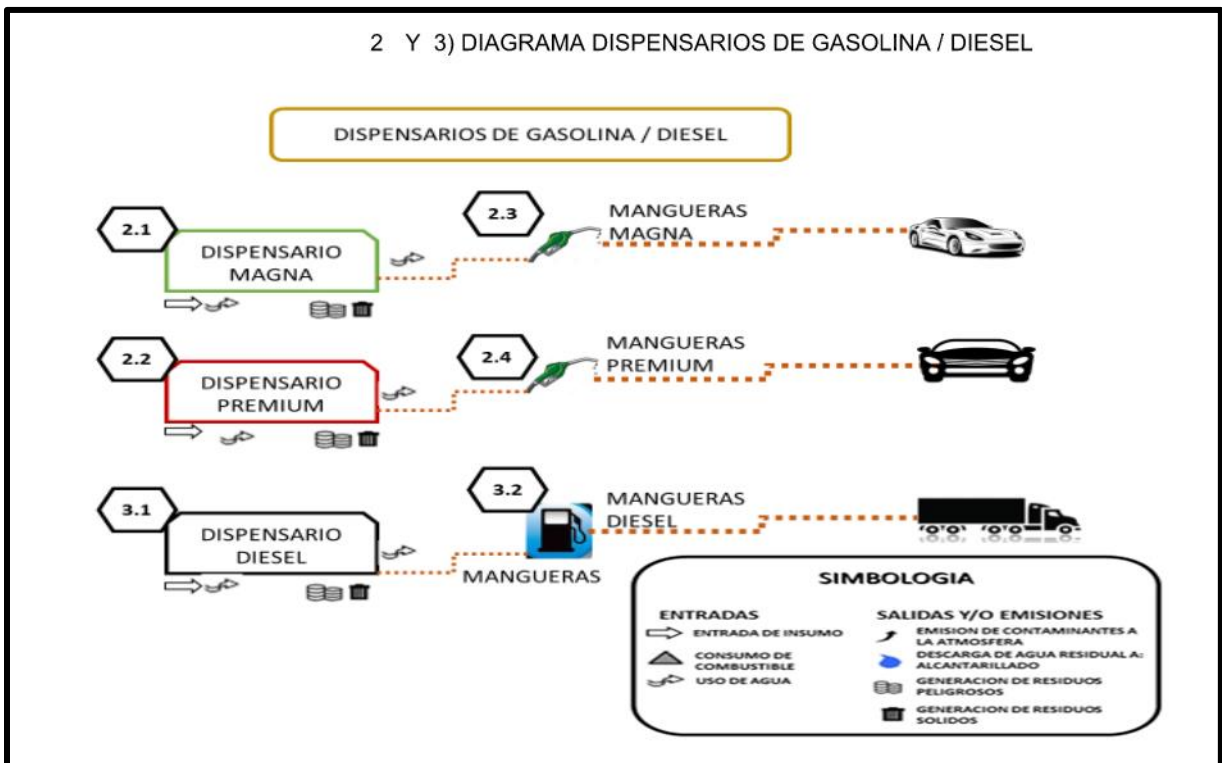 2 Y 3) DIAGRAMA DISPENSARIOS DE GASOLINA / DIESEL
DISPENSARIOS DE GASOLINA / DIESEL
2.1
DISPENSARIO
MAGNA
2.3
MANGUERAS
MAGNA
2.2
DISPENSARIO
PREMIUM
2.4
MANGUERAS
PREMIUM
3.1
DISPENSARIO
DIESEL
3.2
MANGUERAS
DIESEL
MANGUERAS
SIMBOLOGIA
ENTRADAS
ENTRADA DE INSUMO
CONSUMO DE
COMBUSTIBLE
USO DE AGUA
SALIDAS Y/O EMISIONES
EMISION DE CONTAMINANTES A
LA ATMOSFERA
DESCARGA DE AGUA RESIDUAL A:
ALCANTARILLADO
GENERACION DE RESIDUOS
PELIGROSOS
GENERACION DE RESIDUOS
SOLIDOS